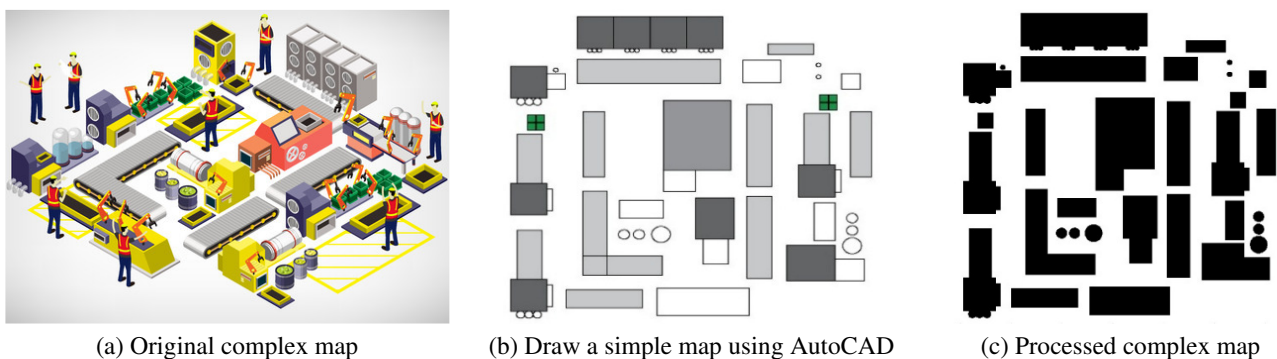 (a) Original complex map
(b) Draw a simple map using AutoCAD
(c) Processed complex map